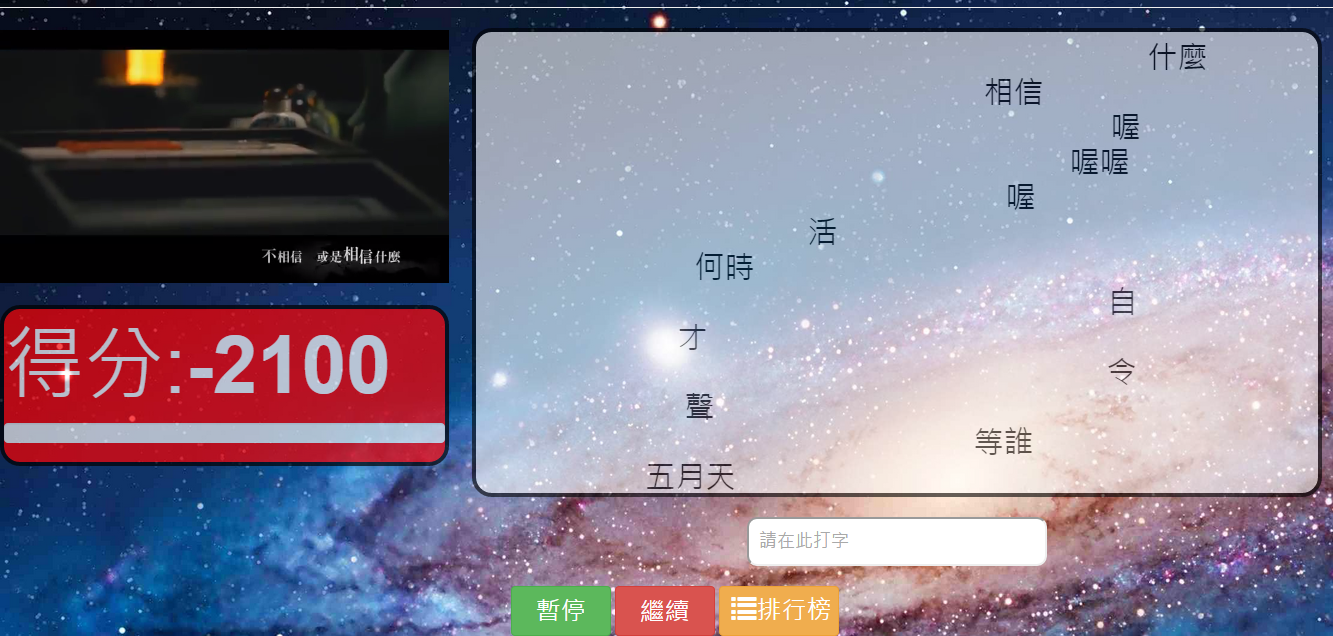 不相信 或是相信什麼
得分:-2100
什麼
相信
喔
喔喔
喔
活
何時
自
才
令
聲
等誰
五月天
請在此打字
暫停
繼續
排行榜